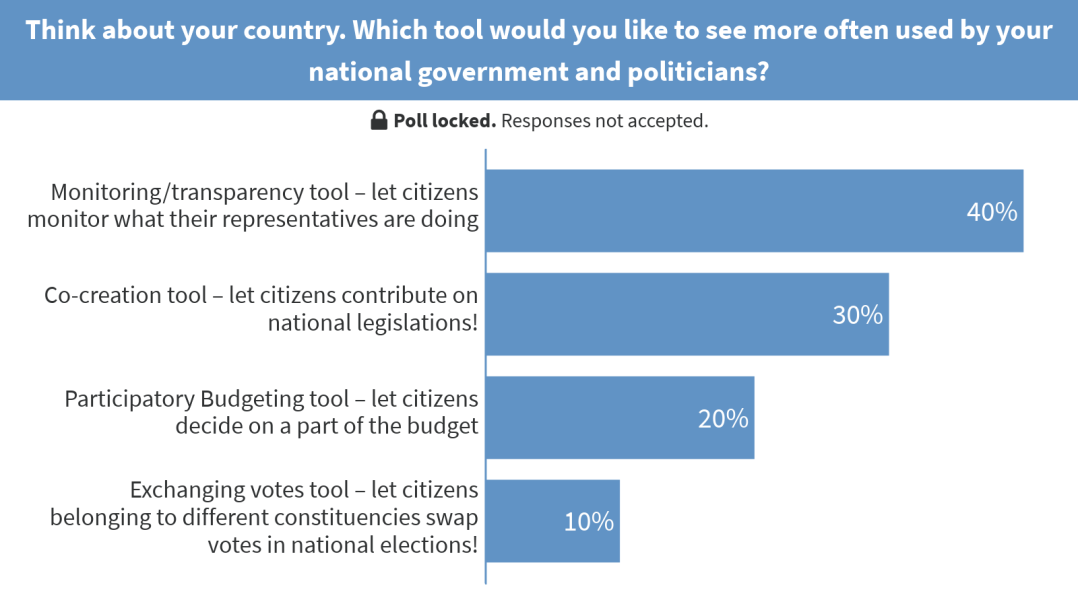 Think about your country. Which tool would you like to see more often used by your
national government and politicians?
Poll locked. Responses not accepted.
Monitoring/transparency tool – let citizens
monitor what their representatives are doing
40%
Co-creation tool – let citizens contribute on
national legislations!
30%
Participatory Budgeting tool – let citizens
decide on a part of the budget
20%
Exchanging votes tool – let citizens
belonging to different constituencies swap
votes in national elections!
10%